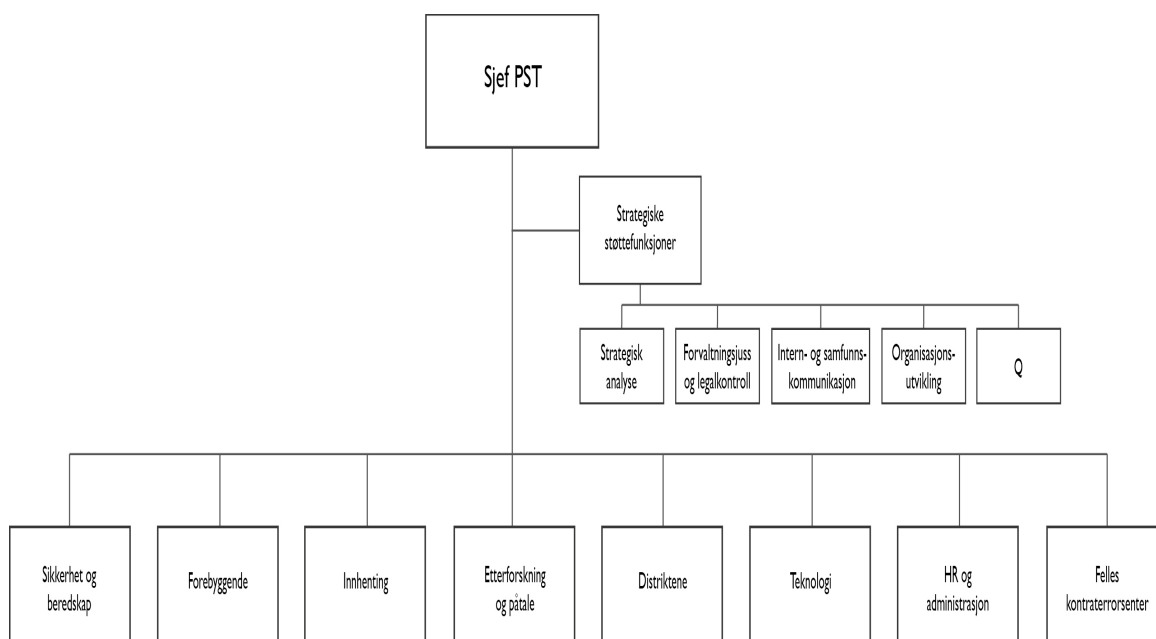 Sjef PST
Strategiske
støttefunksjoner
Strategisk
analyse
Forvaltningsjuss
og legalkontroll
Intern- og samfunns-
kommunikasjon
Organisasjons-
utvikling
Q
Sikkerhet og
beredskap
Forebyggende
Innhenting
Etterforskning
og påtale
Distriktene
Teknologi
HR og
administrasjon
Felles
kontraterrorsenter